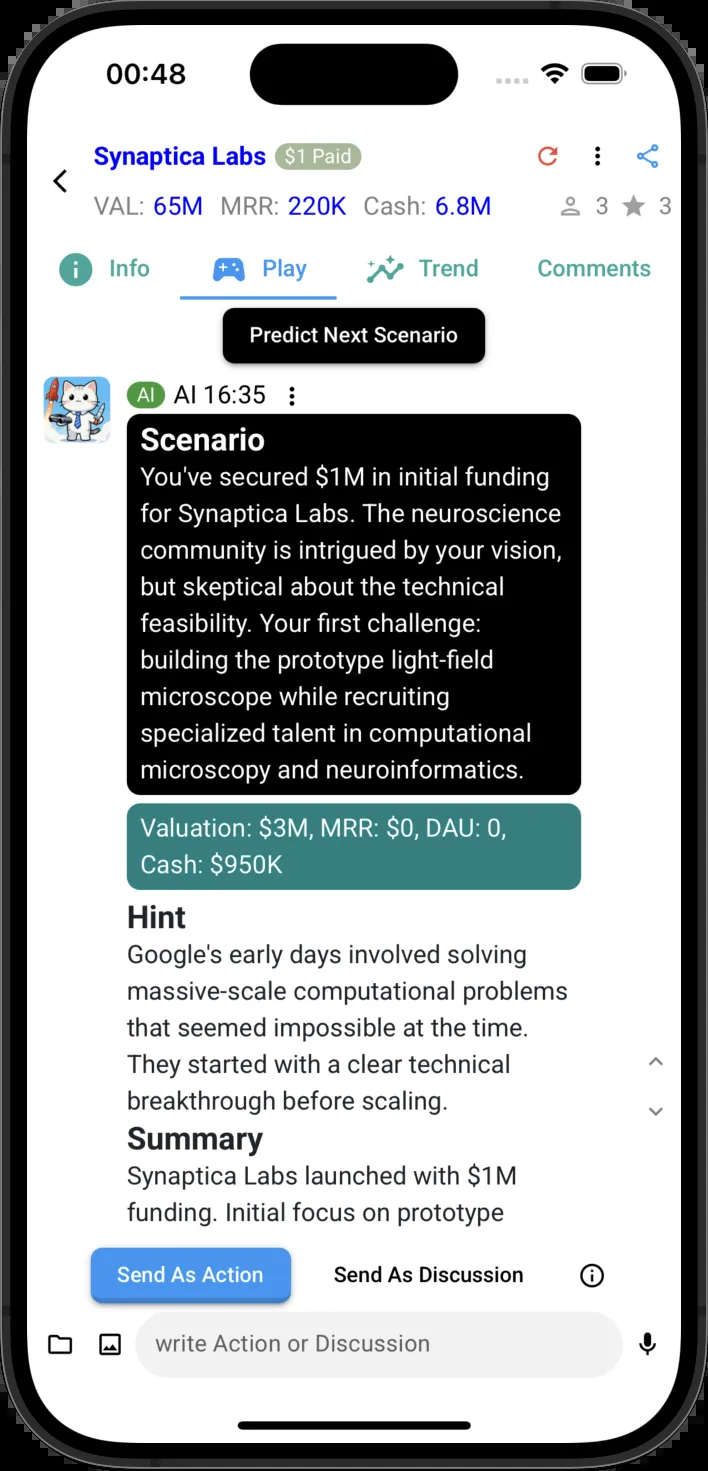 00:48
Synaptica Labs $1 Paid
VAL: 65M MRR: 220K Cash: 6.8M 3 3
Info Play Trend Comments
Predict Next Scenario
AI AI 16:35
Scenario
You've secured $1M in initial funding
for Synaptica Labs. The neuroscience
community is intrigued by your vision,
but skeptical about the technical
feasibility. Your first challenge:
building the prototype light-field
microscope while recruiting
specialized talent in computational
microscopy and neuroinformatics.
Valuation: $3M, MRR: $0, DAU: 0,
Cash: $950K
Hint
Google's early days involved solving
massive-scale computational problems
that seemed impossible at the time.
They started with a clear technical
breakthrough before scaling.
Summary
Synaptica Labs launched with $1M
funding. Initial focus on prototype
Send As Action Send As Discussion
write Action or Discussion